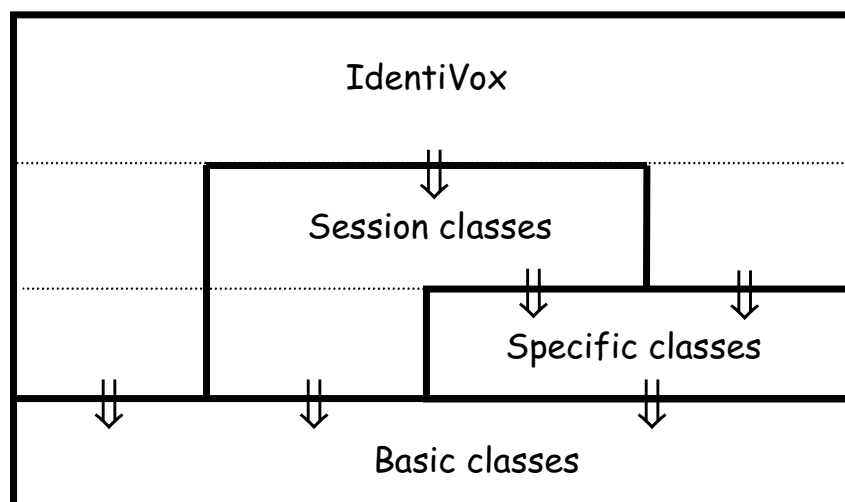 IdentiVox
Session classes
Specific classes
Basic classes